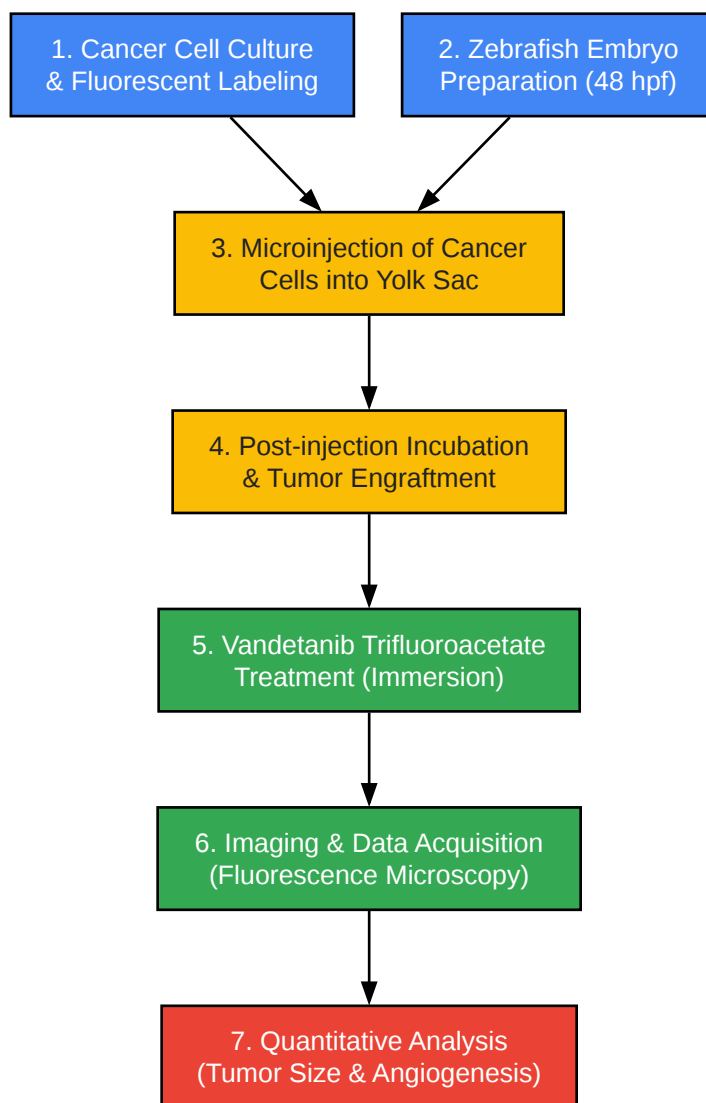 1. Cancer Cell Culture
& Fluorescent Labeling
2. Zebrafish Embryo
Preparation (48 hpf)
3. Microinjection of Cancer
Cells into Yolk Sac
4. Post-injection Incubation
& Tumor Engraftment
5. Vandetanib Trifluoroacetate
Treatment (Immersion)
6. Imaging & Data Acquisition
(Fluorescence Microscopy)
7. Quantitative Analysis
(Tumor Size & Angiogenesis)